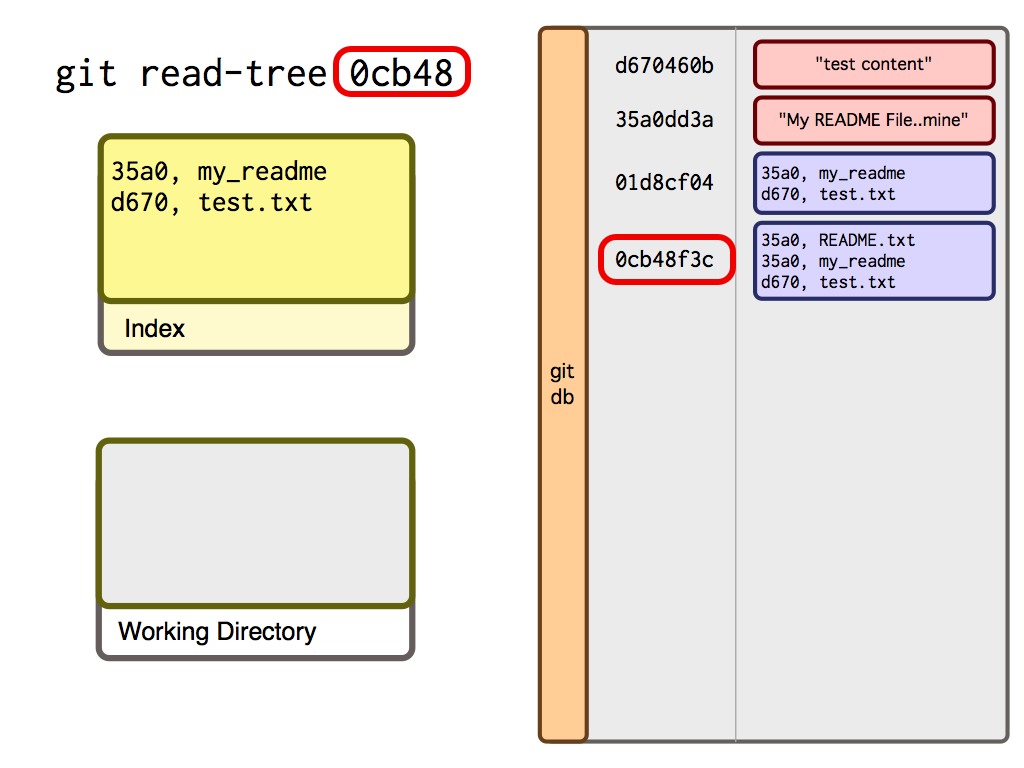 git read-tree 0cb48
35a0, my_readme
d670, test.txt
Index
Working Directory
git
db
d670460b
"test content"
35a0dd3a
"My README File..mine"
01d8cf04
35a0, my_readme
d670, test.txt
0cb48f3c
35a0, README.txt
35a0, my_readme
d670, test.txt